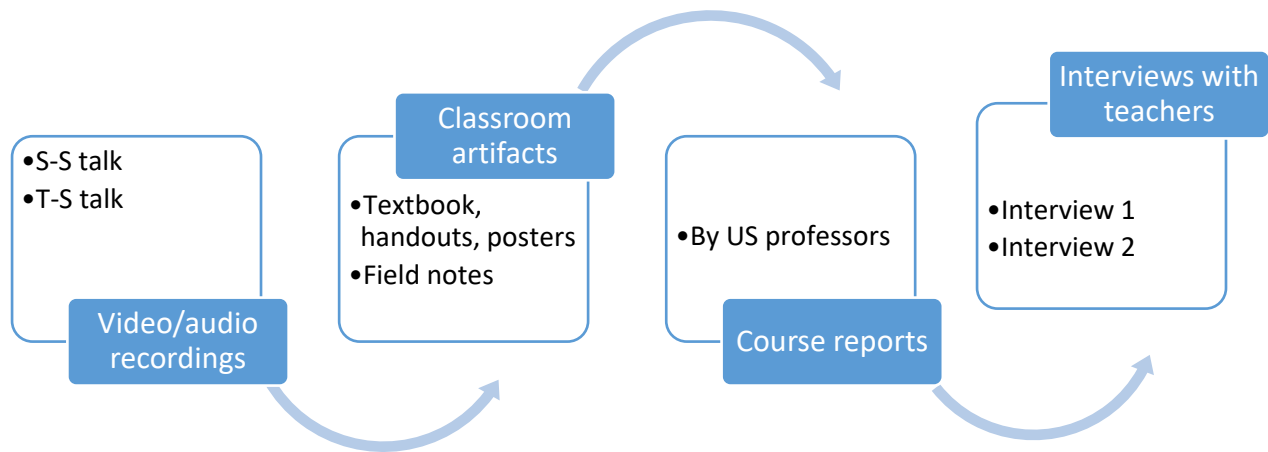 •S-S talk
•T-S talk
Video/audio
recordings
Classroom
artifacts
•Textbook,
handouts, posters
•Field notes
•By US professors
Course reports
Interviews with
teachers
•Interview 1
•Interview 2